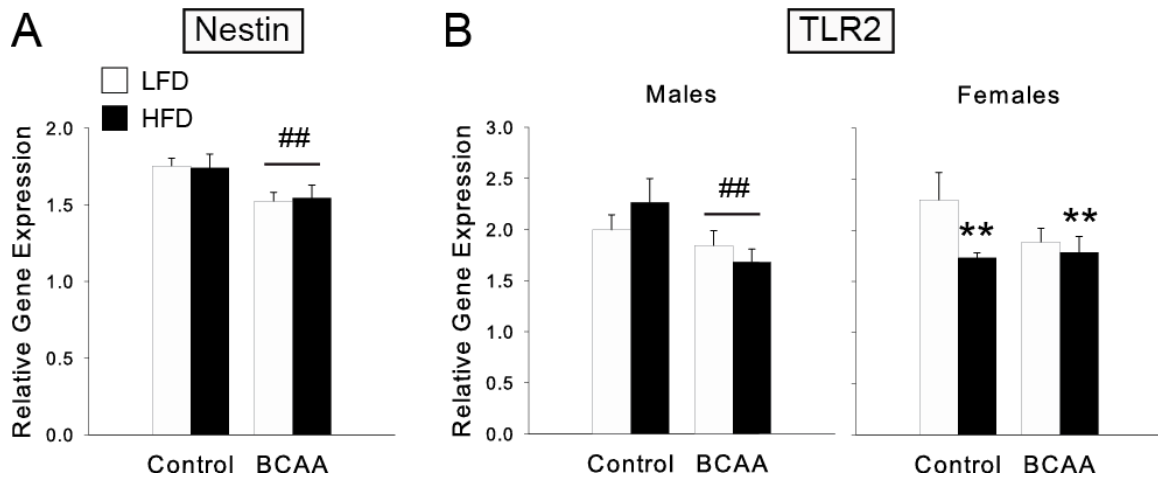 A
Nestin
LFD
HFD
Relative Gene Expression
2.0
1.5
1.0
0.5
0.0
##
Control BCAA
B
TLR2
Males
Females
Relative Gene Expression
3.0
2.5
2.0
1.5
1.0
0.5
0.0
##
**
**
Control BCAA
Control BCAA